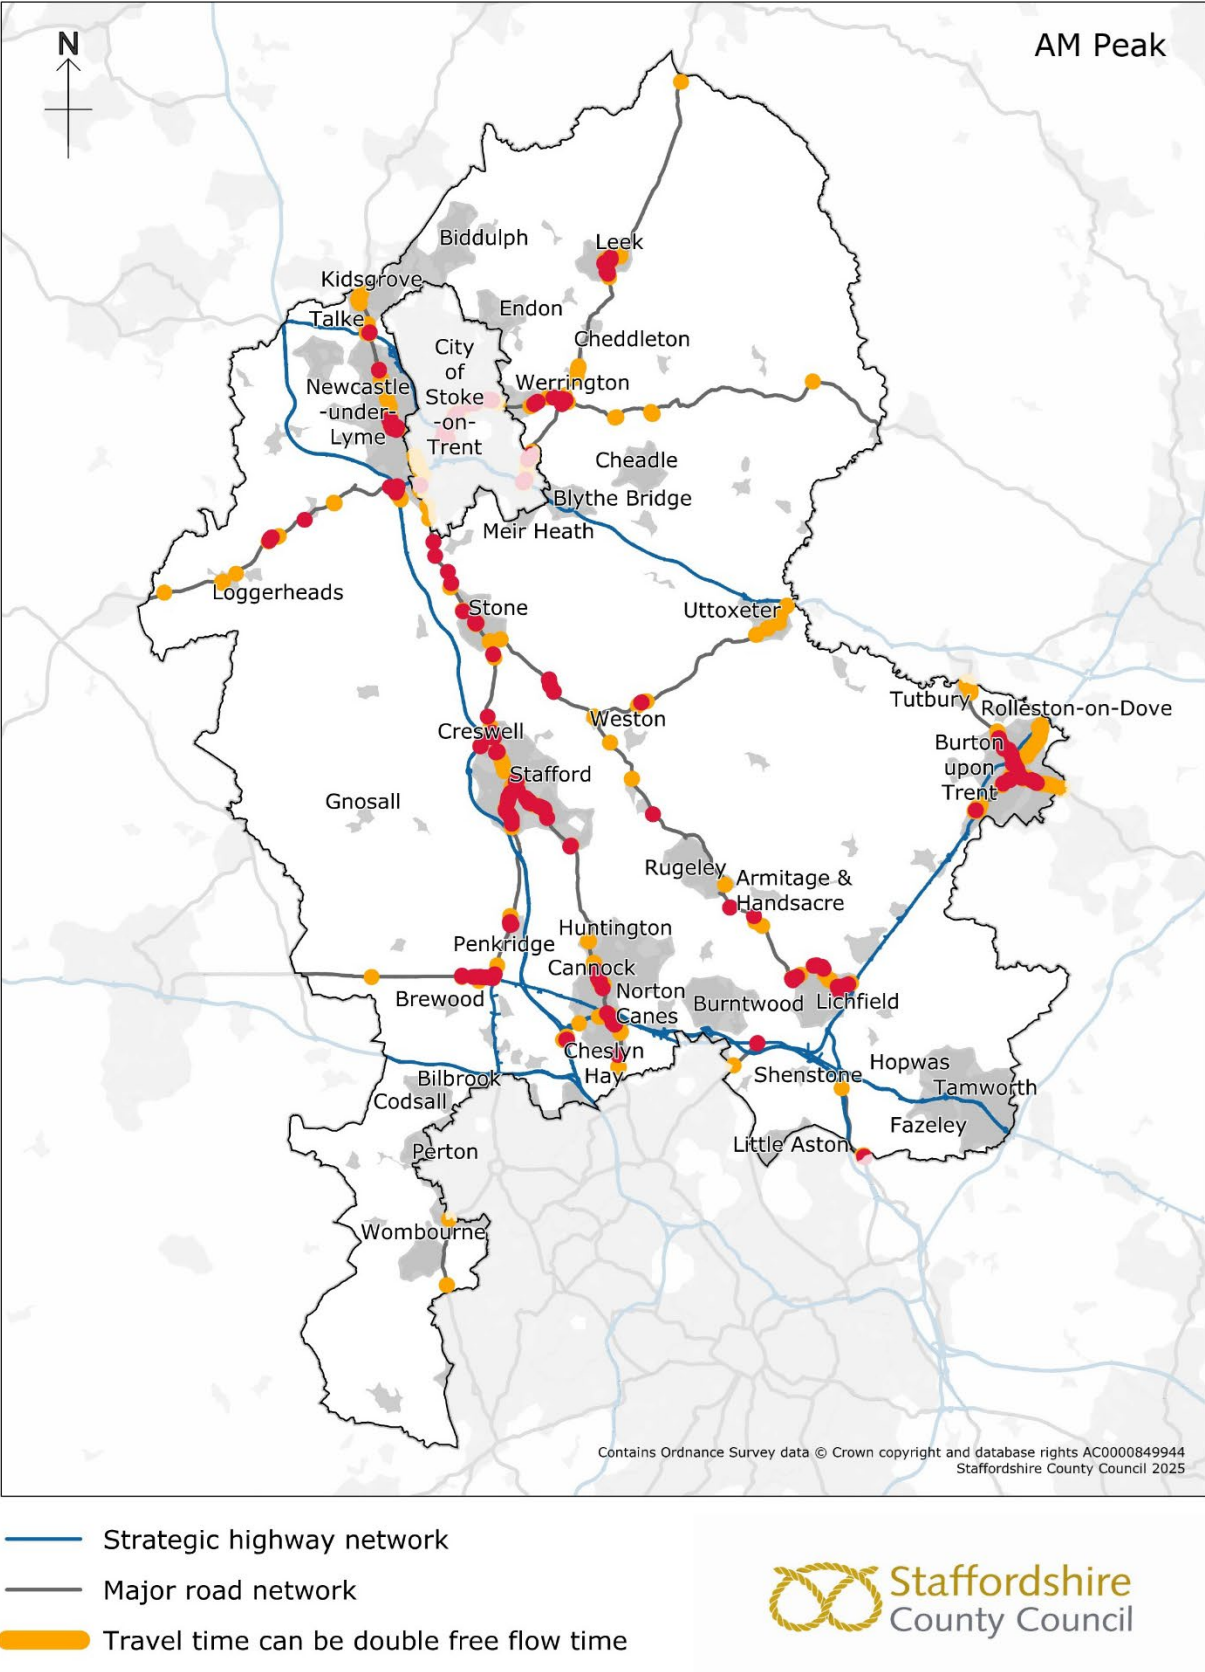 AM Peak
N
Leek
Biddulph
Kidsgrove
Endon
Talke
Cheddleton
City
of
Stoke
-on-
Trent
Werrington
Newcastle
-under-
Lyme
Cheadle
Blythe Bridge
Meir Heath
Loggerheads
Stone
Uttoxeter
Tutbury
Rolleston-on-Dove
Weston
Creswell
Burton
upon
Trent
Stafford
Gnosall
Rugeley
Armitage &
Handsacre
Huntington
Penkridge
Cannock
Norton
Canes
Brewood
Burntwood
Lichfield
Cheslyn
Hay
Shenstone
Hopwas
Tamworth
Bilbrook
Codsall
Fazeley
Little Aston
Perton
Wombourne
Contains Ordnance Survey data © Crown copyright and database rights AC0000849944
Staffordshire County Council 2025
Strategic highway network
Major road network
Travel time can be double free flow time
Staffordshire
County Council